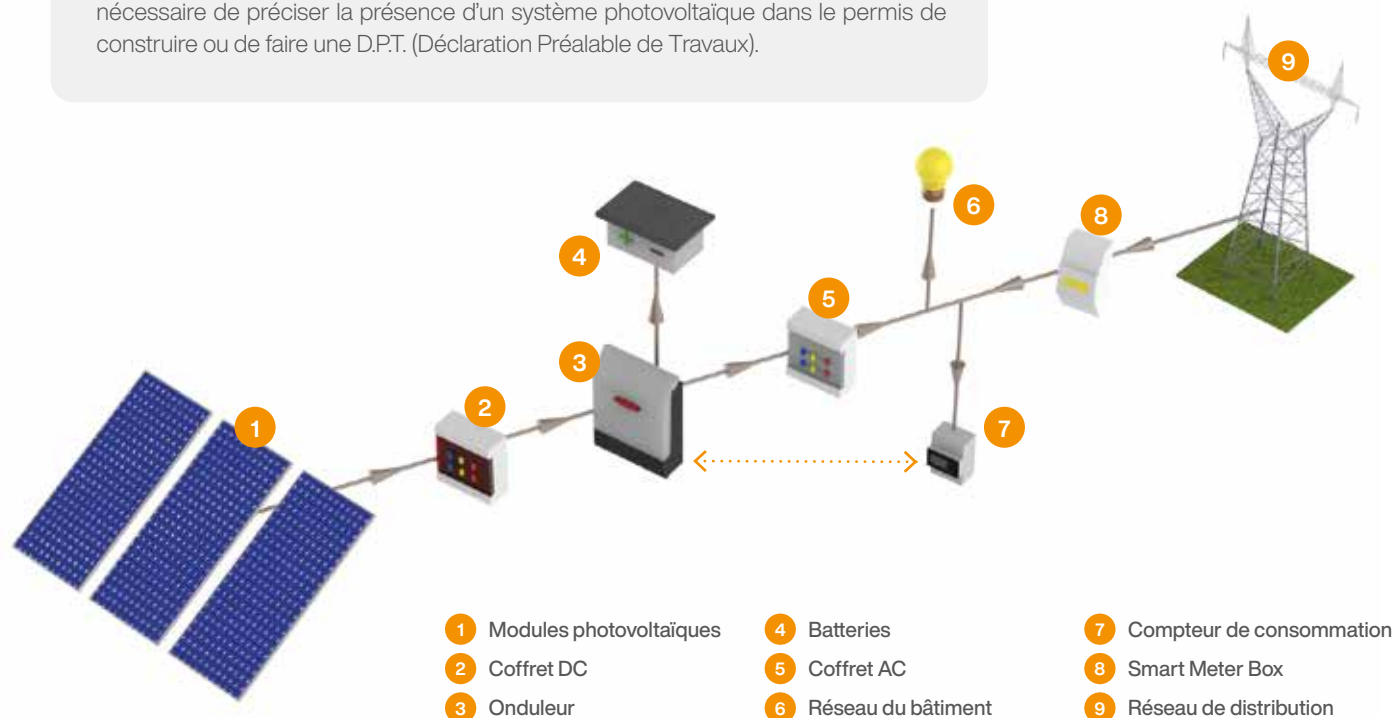 nécessaire de préciser la présence d'un système photovoltaïque dans le permis de
construire ou de faire une D.P.T. (Déclaration Préalable de Travaux).
9
6
8
4
5
3
2
7
1
1 Modules photovoltaïques
2 Coffret DC
3 Onduleur
4 Batteries
5 Coffret AC
6 Réseau du bâtiment
7 Compteur de consommation
8 Smart Meter Box
9 Réseau de distribution